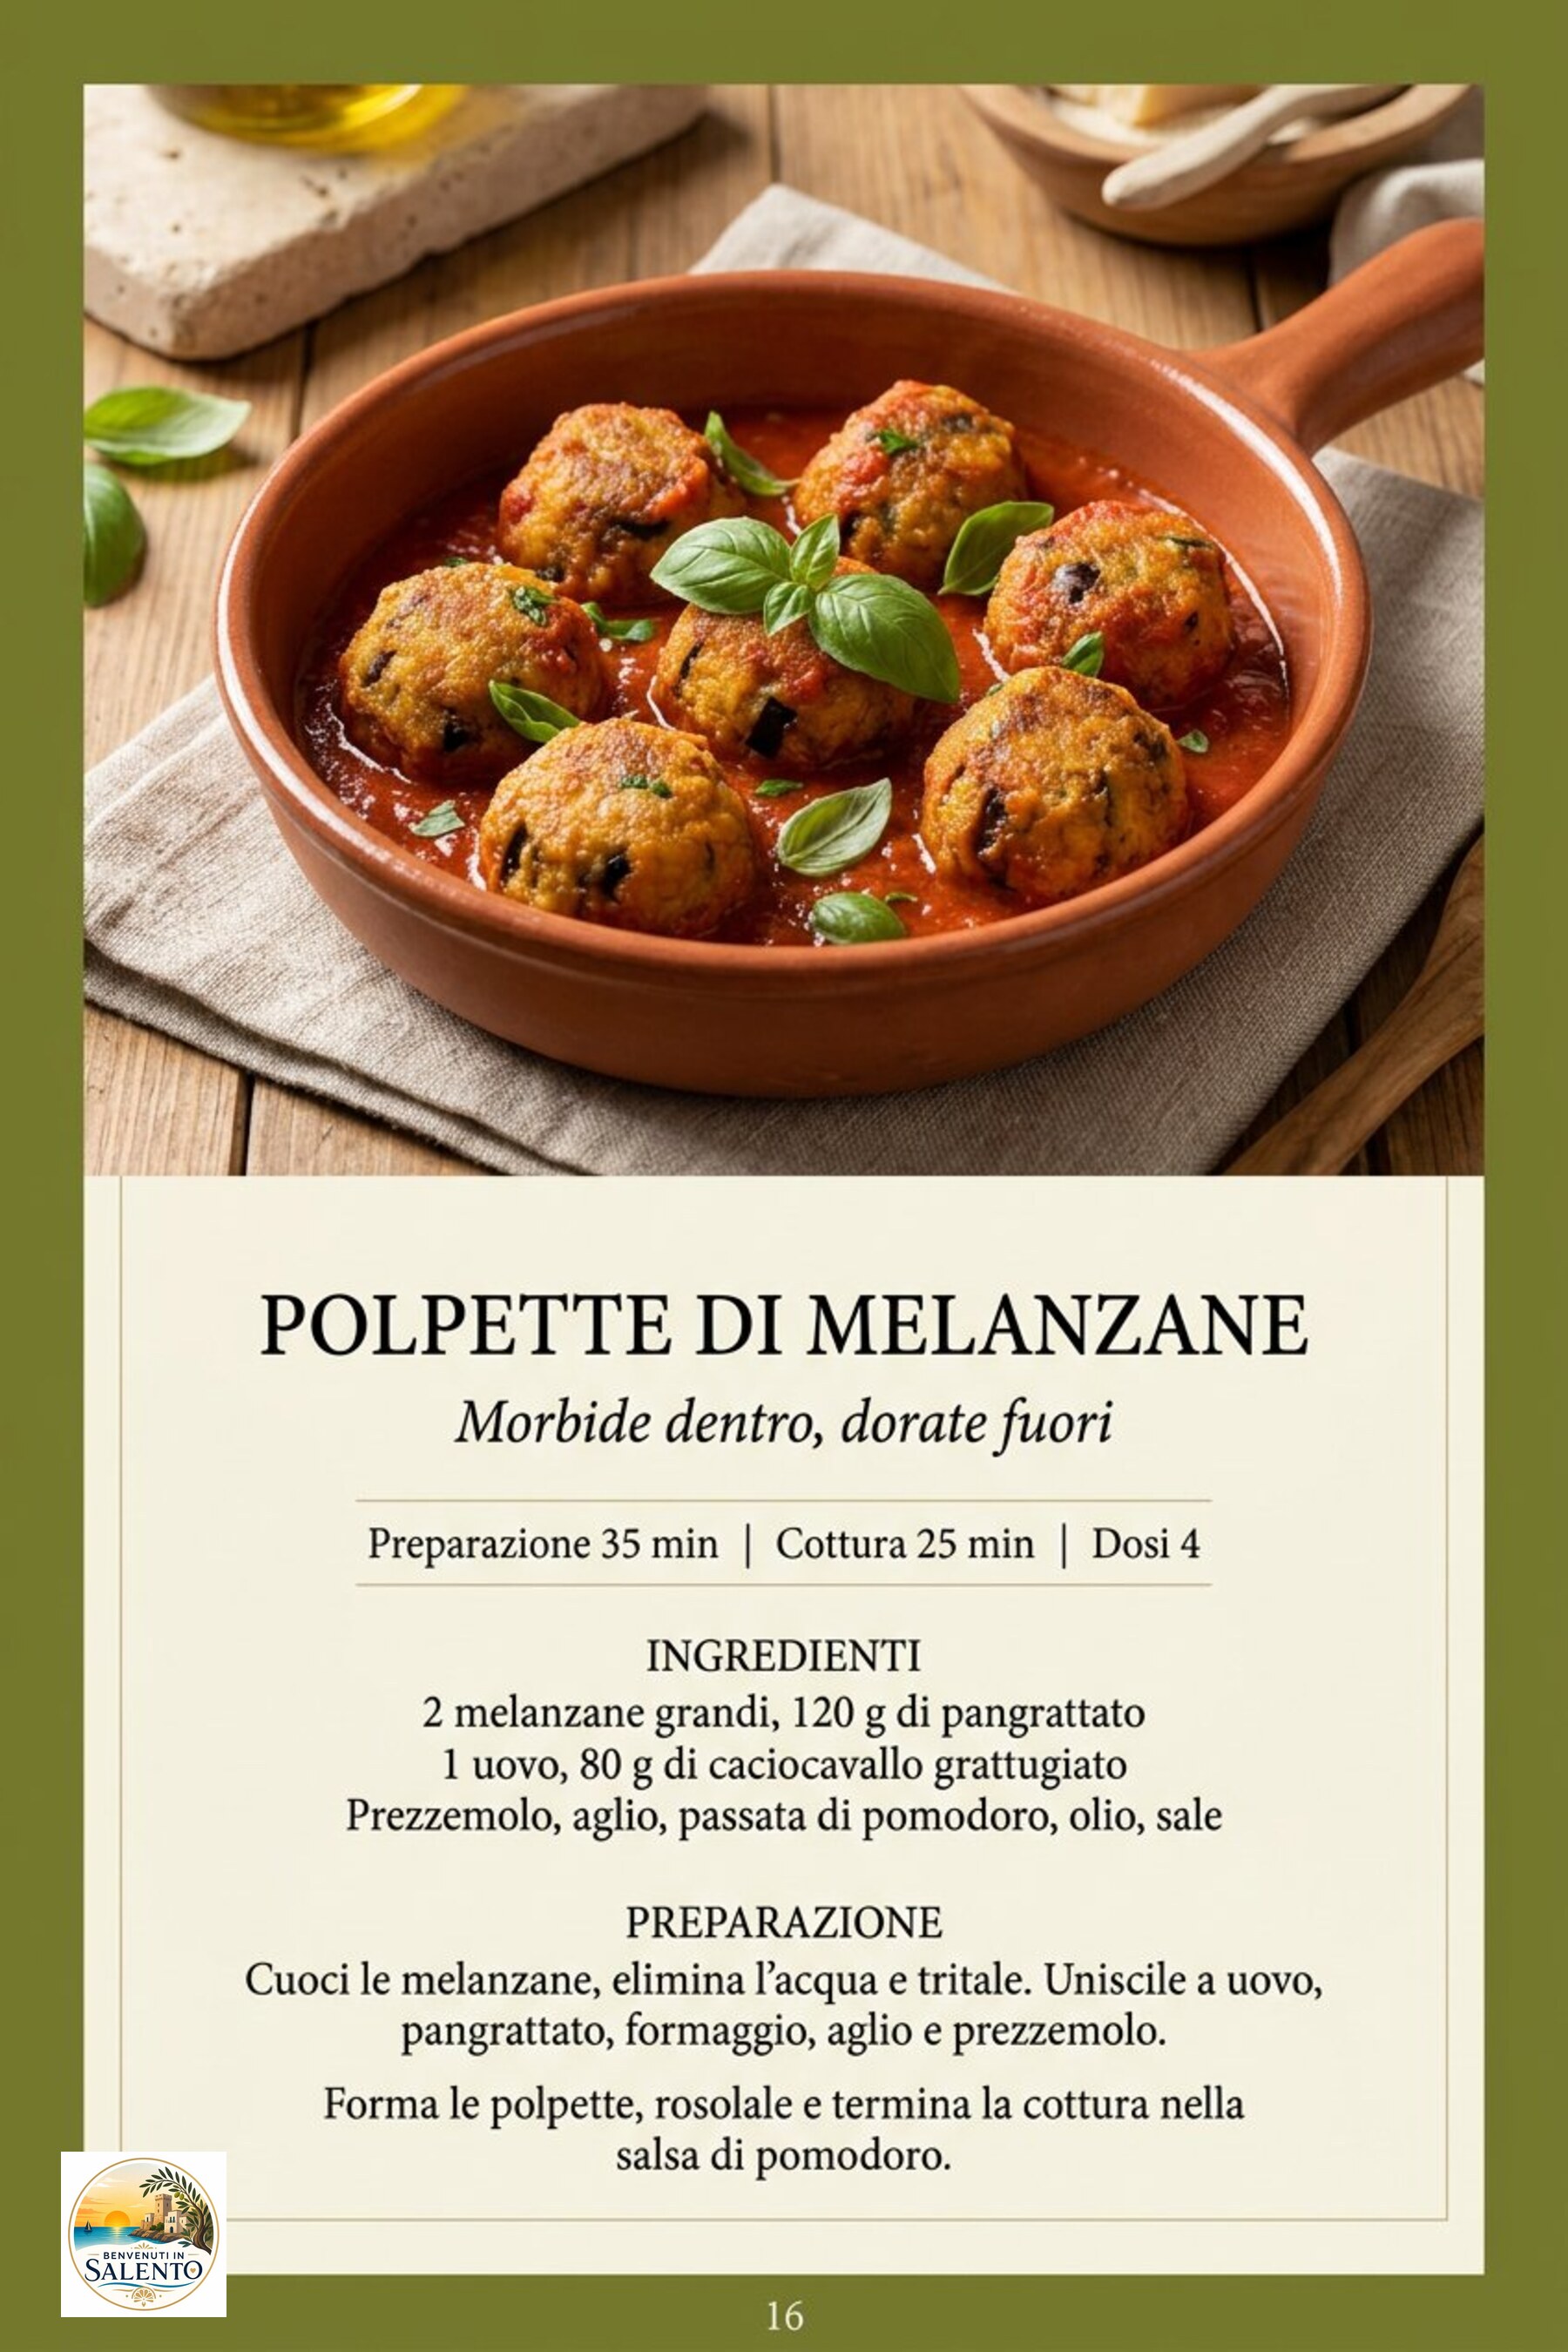 POLPETTE DI MELANZANE
Morbide dentro, dorate fuori
Preparazione 35 min | Cottura 25 min | Dosi 4
INGREDIENTI
2 melanzane grandi, 120 g di pangrattato
1 uovo, 80 g di caciocavallo grattugiato
Prezzemolo, aglio, passata di pomodoro, olio, sale
PREPARAZIONE
Cuoci le melanzane, elimina l’acqua e tritale. Uniscile a uovo,
pangrattato, formaggio, aglio e prezzemolo.
Forma le polpette, rosolale e termina la cottura nella
salsa di pomodoro.
BENVENUTI IN
SALENTO
16